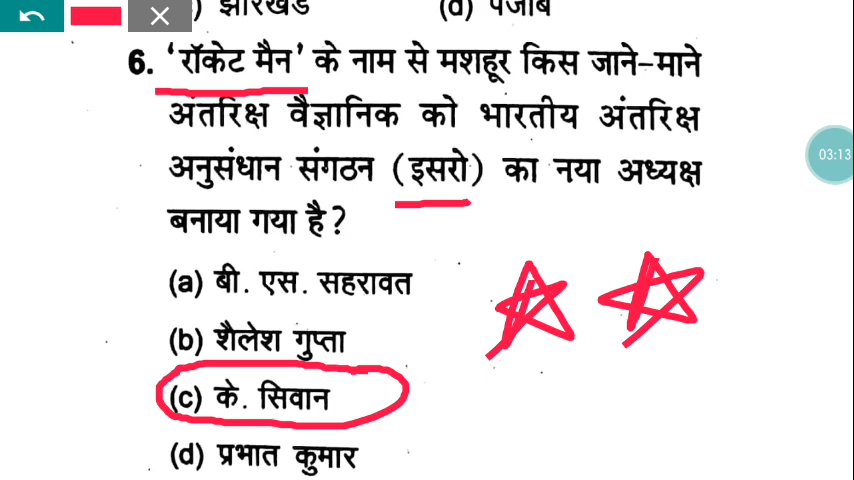 ) झारखंड (d) पंजाब
6. ‘रॉकेट मैन’ के नाम से मशहूर किस जाने-माने
अंतरिक्ष वैज्ञानिक को भारतीय अंतरिक्ष
अनुसंधान संगठन (इसरो) का नया अध्यक्ष
बनाया गया है?
03:13
(a) बी. एस. सहरावत
(b) शैलेश गुप्ता
(c) के. सिवान
(d) प्रभात कुमार